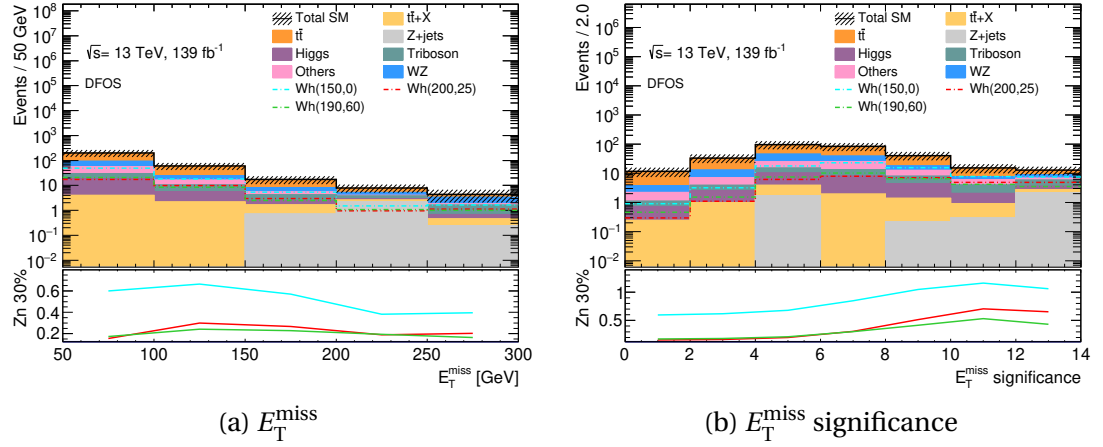 Events / 50 GeV
10⁸
10⁷
10⁶
10⁵
10⁴
10³
10²
10
1
10⁻¹
10⁻²
√s= 13 TeV, 139 fb⁻¹
DFOS
Total SM
tt̄
Higgs
Others
Wh(150,0)
Wh(190,60)
tt̄+X
Z+jets
Triboson
WZ
Wh(200,25)
Zn 30%
0.6
0.4
0.2
50 100 150 200 250 300
E_T^miss [GeV]
(a) E_T^miss
Events / 2.0
10⁶
10⁵
10⁴
10³
10²
10
1
10⁻¹
10⁻²
√s= 13 TeV, 139 fb⁻¹
DFOS
Total SM
tt̄
Higgs
Others
Wh(150,0)
Wh(190,60)
tt̄+X
Z+jets
Triboson
WZ
Wh(200,25)
Zn 30%
1
0.5
0 2 4 6 8 10 12 14
E_T^miss significance
(b) E_T^miss significance